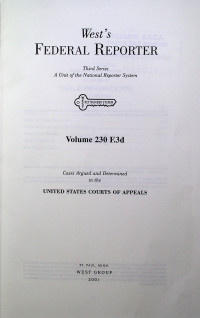 West's
FEDERAL REPORTER
Third Series
A Unit of the National Reporter System
Volume 230 F.3d
Cases Argued and Determined
in the
UNITED STATES COURTS OF APPEALS
ST. PAUL, MINN.
WEST GROUP
2001